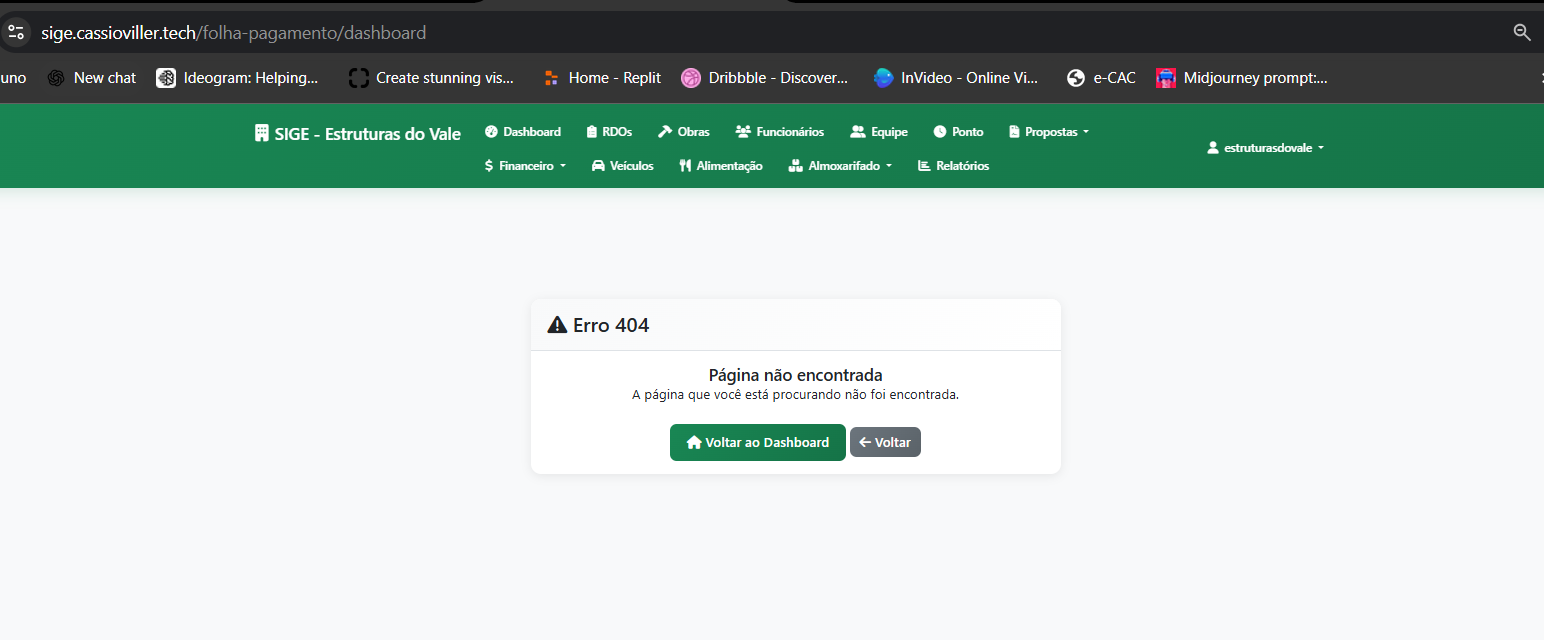 sige.cassioviller.tech/folha-pagamento/dashboard
uno New chat Ideogram: Helping... Create stunning vis... Home - Replit Dribbble - Discover... InVideo - Online Vi... e-CAC Midjourney prompt:...
SIGE - Estruturas do Vale Dashboard RDOs Obras Funcionários Equipe Ponto Propostas
estruturasdovale
Financeiro Veículos Alimentação Almoxarifado Relatórios
Erro 404
Página não encontrada
A página que você está procurando não foi encontrada.
Voltar ao Dashboard Voltar